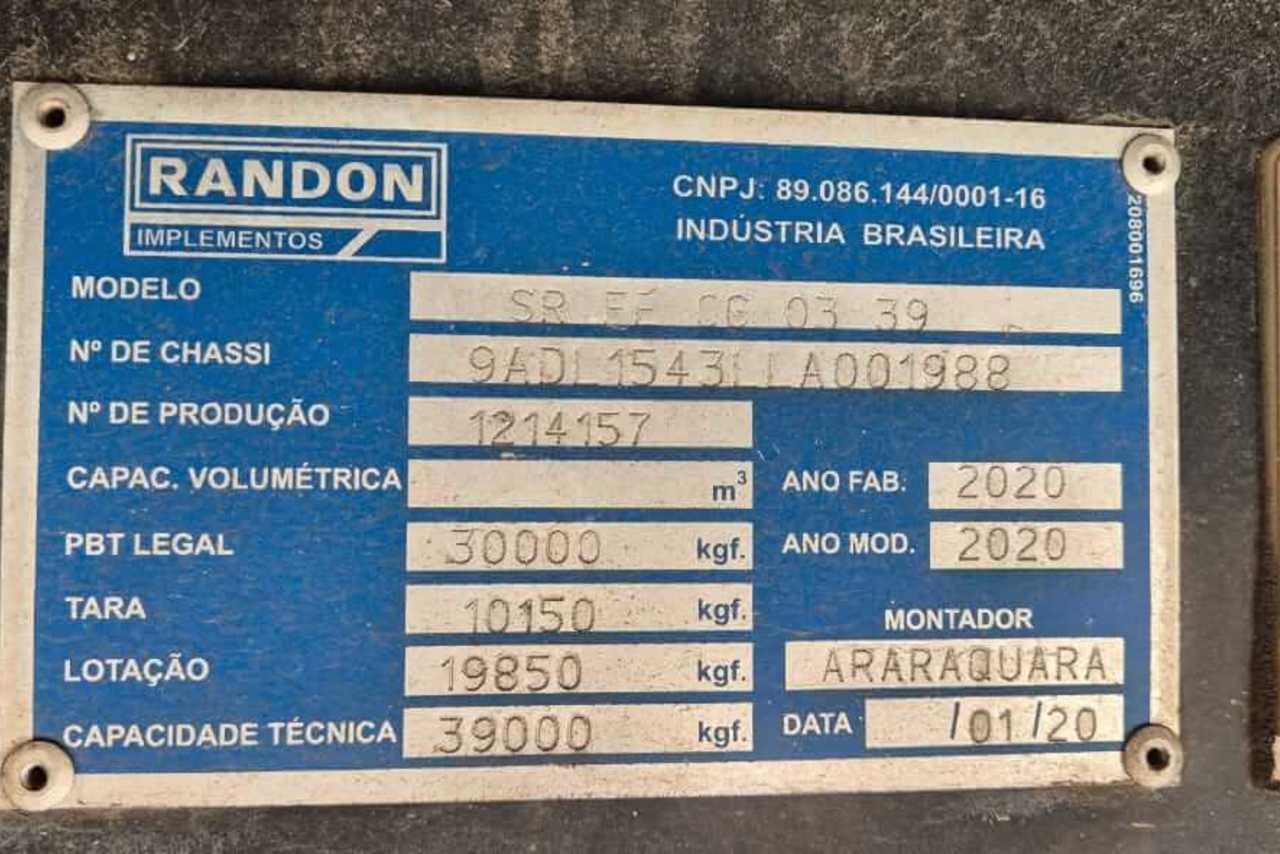 RANDON
IMPLEMENTOS
CNPJ: 89.086.144/0001-16
INDÚSTRIA BRASILEIRA
2080001696
MODELO SR EF CG 03 39
Nº DE CHASSI 9ADL1543LLA001988
Nº DE PRODUÇÃO 1214157
CAPAC. VOLUMÉTRICA m³ ANO FAB. 2020
PBT LEGAL 30000 kgf. ANO MOD. 2020
TARA 10150 kgf. MONTADOR
LOTAÇÃO 19850 kgf. ARARAQUARA
CAPACIDADE TÉCNICA 39000 kgf. DATA /01/20